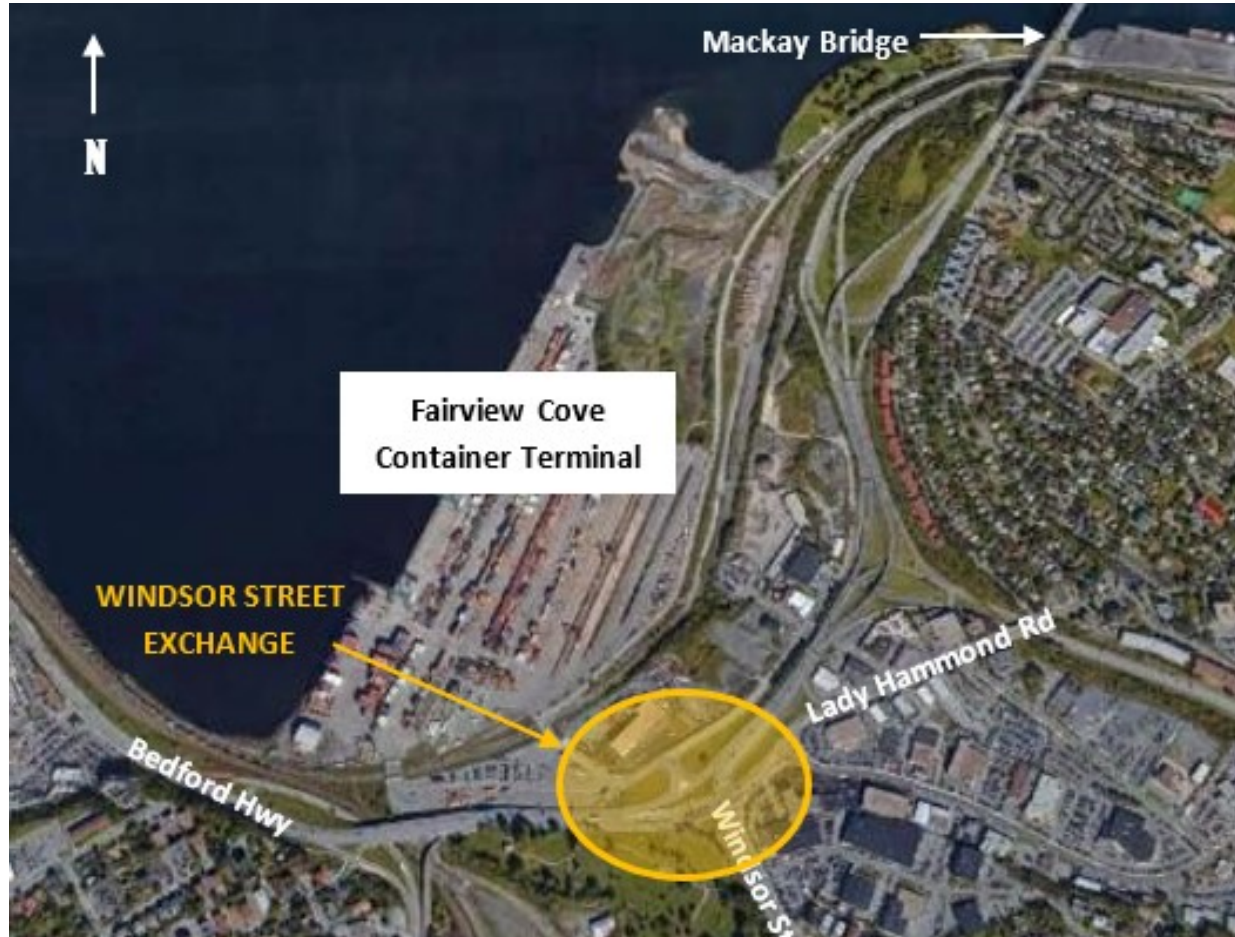 Mackay Bridge
N
Fairview Cove
Container Terminal
WINDSOR STREET
EXCHANGE
Lady Hammond Rd
Bedford Hwy
Windsor St